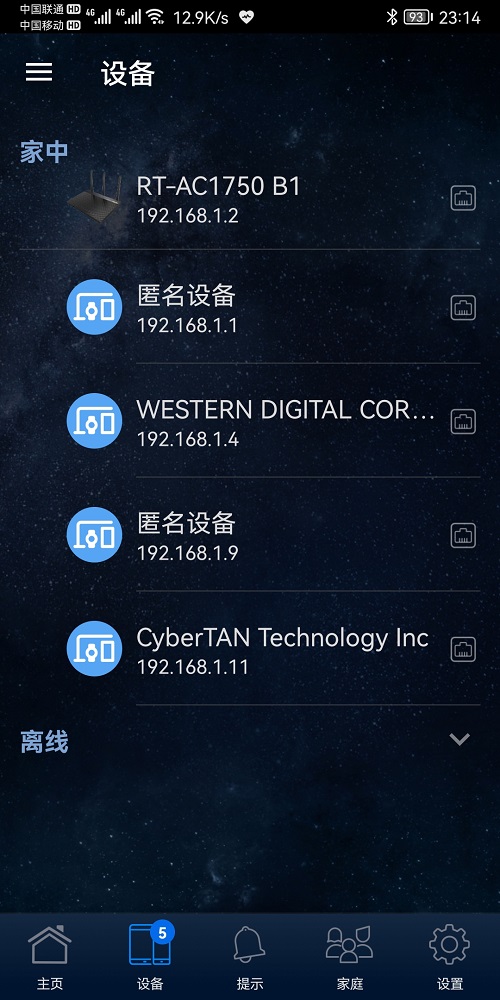 中国联通 HD 4G 4G 12.9K/s 93 23:14
中国移动 HD
设备
家中
RT-AC1750 B1
192.168.1.2
匿名设备
192.168.1.1
WESTERN DIGITAL COR...
192.168.1.4
匿名设备
192.168.1.9
CyberTAN Technology Inc
192.168.1.11
离线
5
主页 设备 提示 家庭 设置